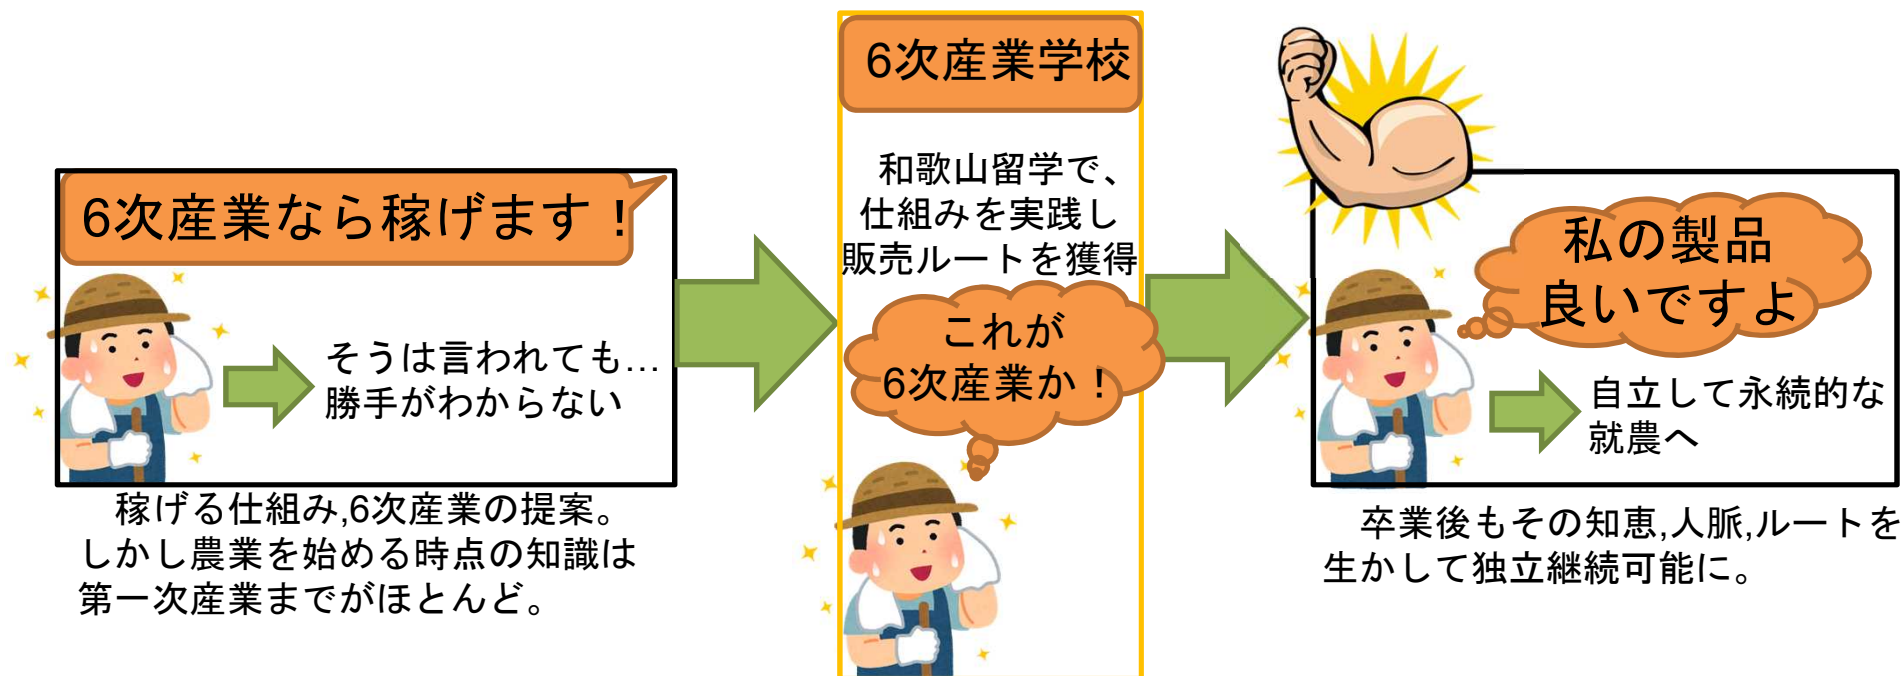 6次産業なら稼げます！
そうは言われても…
勝手がわからない
稼げる仕組み,6次産業の提案。
しかし農業を始める時点の知識は
第一次産業までがほとんど。
6次産業学校
和歌山留学で、
仕組みを実践し
販売ルートを獲得
これが
6次産業か！
私の製品
良いですよ
自立して永続的な
就農へ
卒業後もその知恵,人脈,ルートを
生かして独立継続可能に。